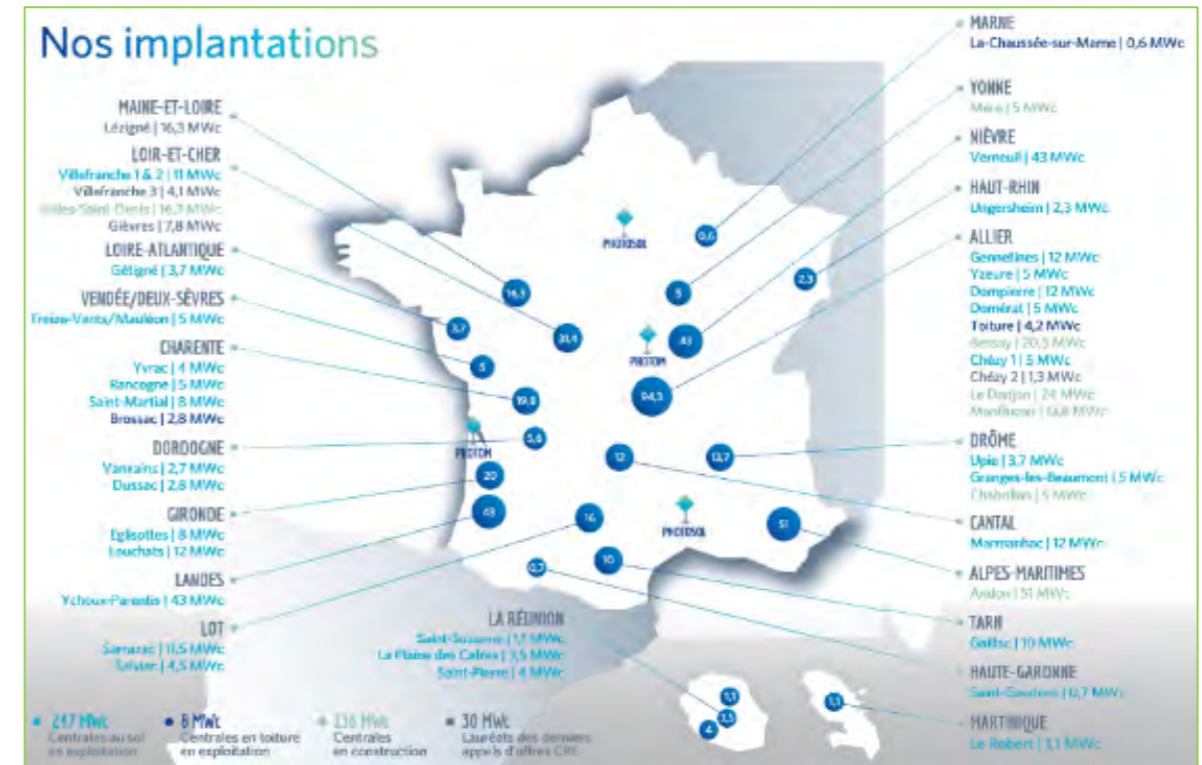 Nos implantations
MAINE-ET-LOIRE
Lézigné | 16,3 MWc
LOIR-ET-CHER
Villefranche 1 & 2 | 11 MWc
Villefranche 3 | 4,1 MWc
Saint-Denis | MWc
Gièvres | 7,8 MWc
LOIRE-ATLANTIQUE
Gétigné | 3,7 MWc
VENDÉE/DEUX-SÈVRES
Treize-Vents/Mauléon | 5 MWc
CHARENTE
Yvrac | 4 MWc
Rancogne | 5 MWc
Saint-Martial | 8 MWc
Brossac | 2,8 MWc
DORDOGNE
Vanxains | 2,7 MWc
Dussac | 2,8 MWc
GIRONDE
Eglisottes | 8 MWc
Louchats | 12 MWc
LANDES
Ychoux-Parentis | 43 MWc
LOT
Sarrazac | 11,5 MWc
Salviac | 4,5 MWc
LA RÉUNION
La Plaine des Cafres | 3,5 MWc
Saint-Pierre | 4 MWc
MARNE
La-Chaussée-sur-Marne | 0,6 MWc
YONNE
| 5 MWc
NIÈVRE
Verneuil | 43 MWc
HAUT-RHIN
Ungersheim | 2,3 MWc
ALLIER
Gennetines | 12 MWc
Yzeure | 5 MWc
Dompierre | 12 MWc
Domérat | 5 MWc
Toiture | 4,2 MWc
Bessay | 20,5 MWc
Chézy 1 | 5 MWc
Chézy 2 | 1,3 MWc
Le Donjon | 24 MWc
DRÔME
Upie | 3,7 MWc
Granges-les-Beaumont | 5 MWc
Chabrillan | 5 MWc
CANTAL
Marmanhac | 12 MWc
ALPES-MARITIMES
Andon | 51 MWc
TARN
Gaillac | 10 MWc
HAUTE-GARONNE
Saint-Gaudens | 0,7 MWc
MARTINIQUE
Le Robert | 1,1 MWc
PHOTOSOL
0,6
2,3
16,3
5
3,7
43
PHOTOM
5
94,3
19,8
PHOTOM
5,6
12
13,7
20
43
16
PHOTOSOL
51
10
0,7
1,1
3,5
4
1,1
247 MWc
Centrales au sol
en exploitation
8 MWc
Centrales en toiture
en exploitation
Centrales
en construction
30 MWc
Lauréats des derniers
appels d'offres CRE